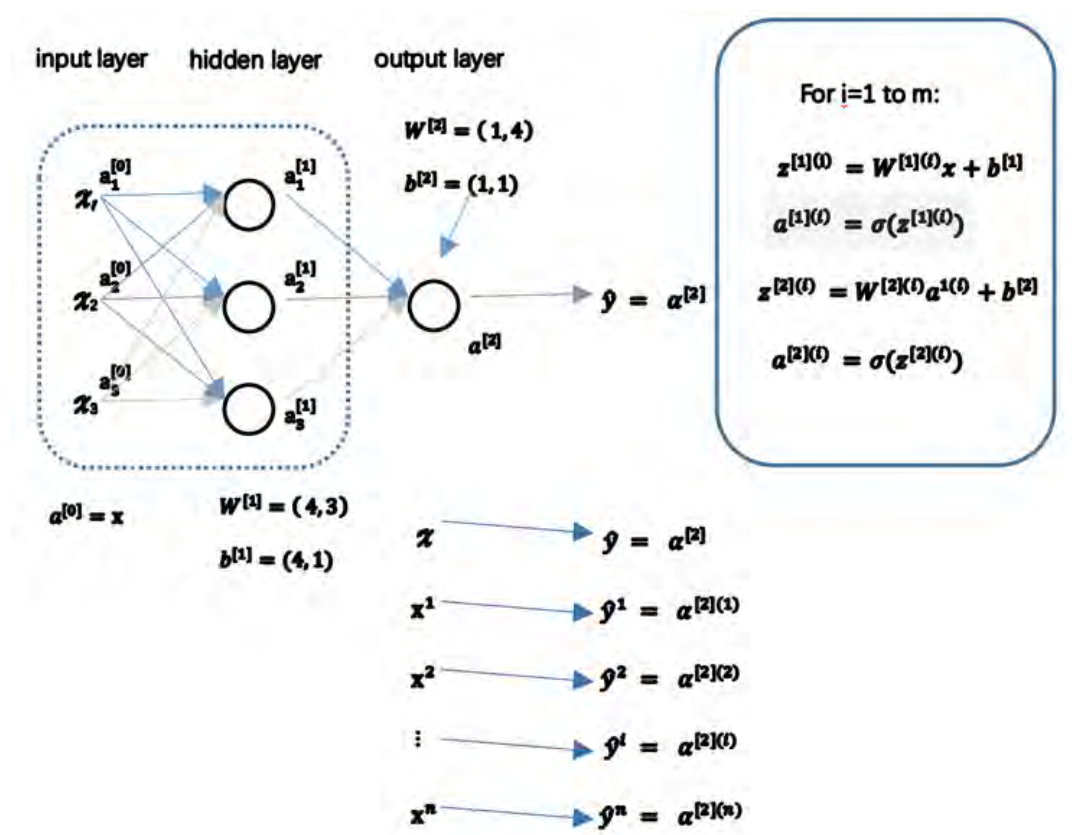 input layer hidden layer output layer
W^[2] = (1,4)
b^[2] = (1,1)
a_1^[0] a_1^[1]
x_1
a_2^[0] a_2^[1]
x_2
a_3^[0]
x_3 a_3^[1]
a^[2]
ŷ = a^[2]
a^[0] = x
W^[1] = (4,3)
b^[1] = (4,1)
For i=1 to m:
z^[1](i) = W^[1](i)x + b^[1]
a^[1](i) = σ(z^[1](i))
z^[2](i) = W^[2](i)a^1(i) + b^[2]
a^[2](i) = σ(z^[2](i))
x ŷ = a^[2]
x^1 ŷ^1 = a^[2](1)
x^2 ŷ^2 = a^[2](2)
⋮ ŷ^i = a^[2](i)
x^n ŷ^n = a^[2](n)